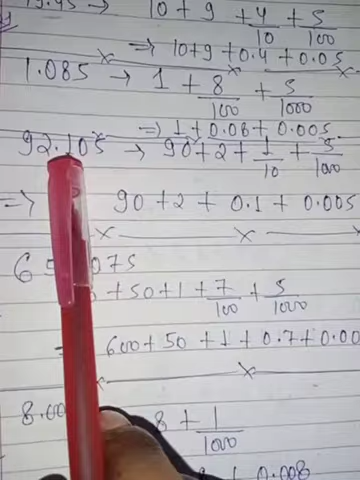 10 + 9 + 4/10 + 5/100
=> 10+9+0.4+0.05
1.085 → 1 + 8/100 + 5/1000
=> 1+0.08+0.005
92.105 → 90+2+1/10+5/1000
=> 90+2+0.1+0.005
075
+50+1+7/100+5/1000
600+50+1+0.7+0.00
8 + 1/1000
0.008